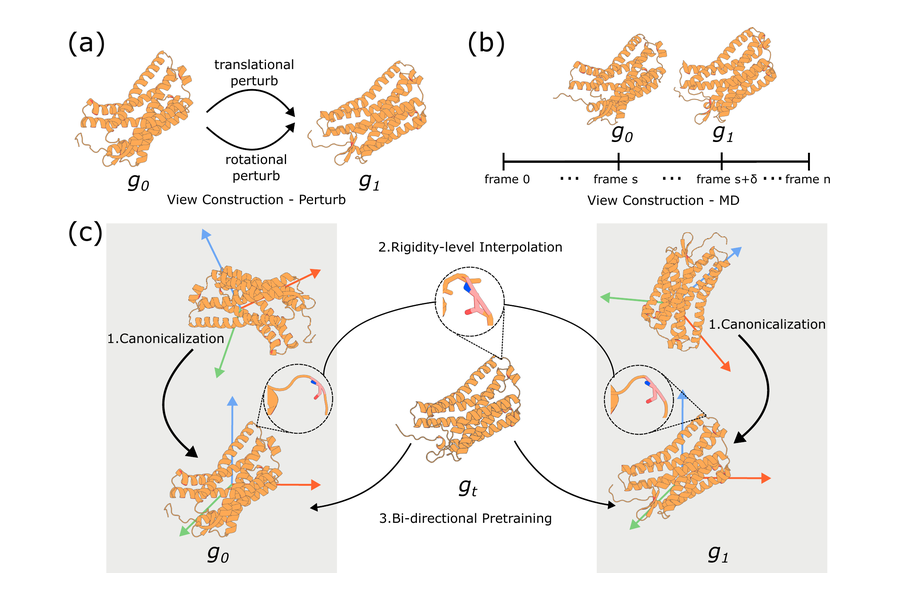 (a)
translational
perturb
rotational
perturb
g0
g1
View Construction - Perturb
(b)
g0
g1
frame 0 ··· frame s ··· frame s+δ ··· frame n
View Construction - MD
(c)
2.Rigidity-level Interpolation
1.Canonicalization
1.Canonicalization
gt
3.Bi-directional Pretraining
g0
g1